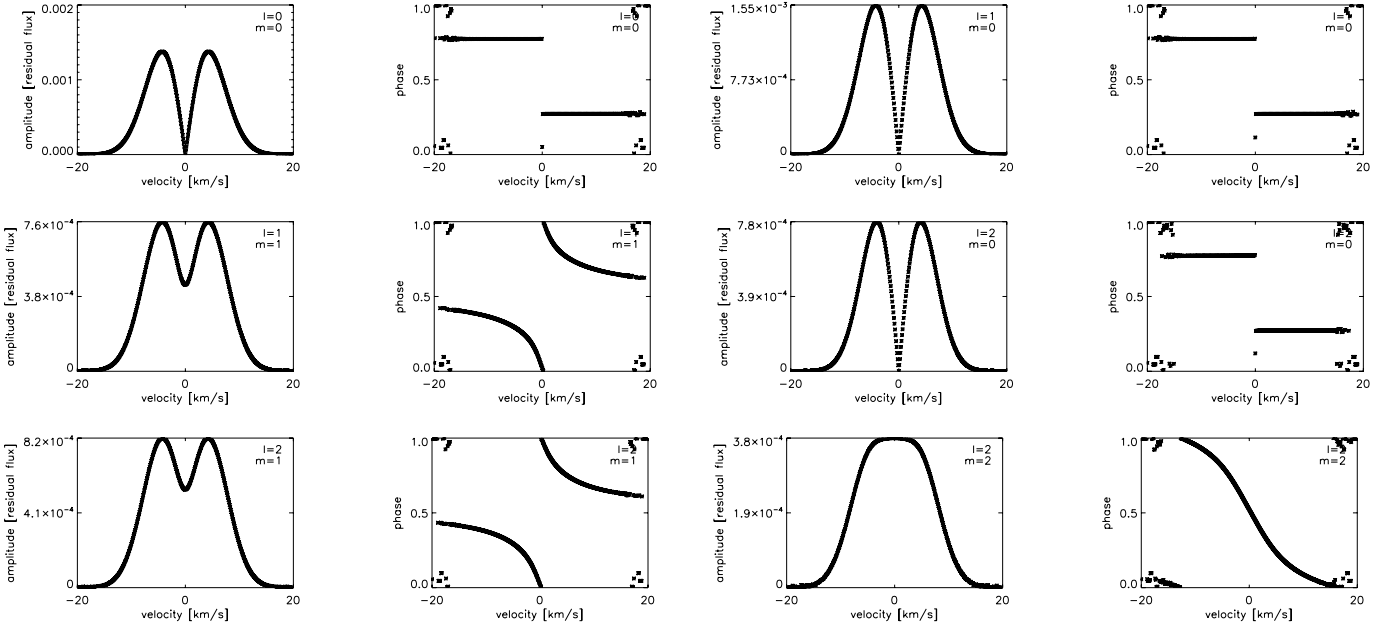 0.002
0.001
0.000
amplitude [residual flux]
l=0
m=0
-20 0 20
velocity [km/s]
1.0
0.5
0.0
phase
m=0
-20 0 20
velocity [km/s]
1.55×10⁻³
7.73×10⁻⁴
0
amplitude [residual flux]
l=1
m=0
-20 0 20
velocity [km/s]
1.0
0.5
0.0
phase
m=0
-20 0 20
velocity [km/s]
7.6×10⁻⁴
3.8×10⁻⁴
0
amplitude [residual flux]
l=1
m=1
-20 0 20
velocity [km/s]
1.0
0.5
0.0
phase
m=1
-20 0 20
velocity [km/s]
7.8×10⁻⁴
3.9×10⁻⁴
0
amplitude [residual flux]
l=2
m=0
-20 0 20
velocity [km/s]
1.0
0.5
0.0
phase
m=0
-20 0 20
velocity [km/s]
8.2×10⁻⁴
4.1×10⁻⁴
0
amplitude [residual flux]
l=2
m=1
-20 0 20
velocity [km/s]
1.0
0.5
0.0
phase
m=1
-20 0 20
velocity [km/s]
3.8×10⁻⁴
1.9×10⁻⁴
0
amplitude [residual flux]
l=2
m=2
-20 0 20
velocity [km/s]
1.0
0.5
0.0
phase
m=2
-20 0 20
velocity [km/s]